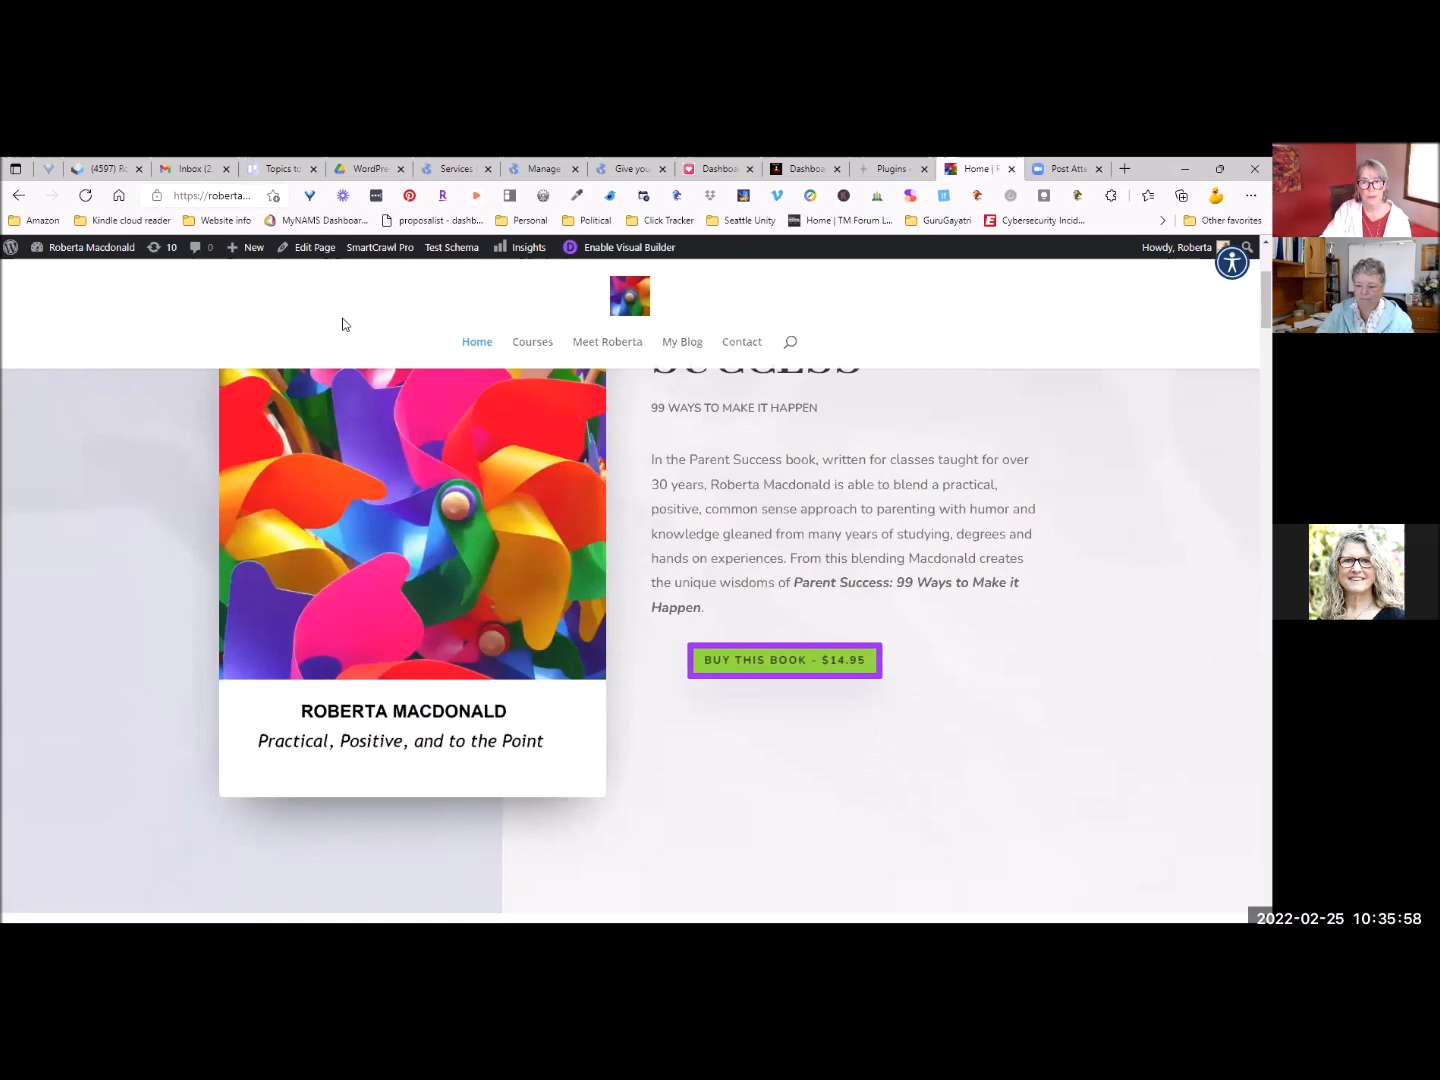 (4597) Ro
Inbox (2
Topics to
WordPre
Services
Manage
Give you
Dashboa
Dashboa
Plugins
Home | R
Post Atte
https://roberta...
Amazon
Kindle cloud reader
Website info
MyNAMS Dashboar...
proposalist - dashb...
Personal
Political
Click Tracker
Seattle Unity
Home | TM Forum L...
GuruGayatri
Cybersecurity Incid...
Other favorites
Roberta Macdonald
10
0
New
Edit Page
SmartCrawl Pro
Test Schema
Insights
D
Enable Visual Builder
Howdy, Roberta
Home
Courses
Meet Roberta
My Blog
Contact
SUCCESS
99 WAYS TO MAKE IT HAPPEN
In the Parent Success book, written for classes taught for over
30 years, Roberta Macdonald is able to blend a practical,
positive, common sense approach to parenting with humor and
knowledge gleaned from many years of studying, degrees and
hands on experiences. From this blending Macdonald creates
the unique wisdoms of Parent Success: 99 Ways to Make it
Happen.
BUY THIS BOOK - $14.95
ROBERTA MACDONALD
Practical, Positive, and to the Point
2022-02-25 10:35:58